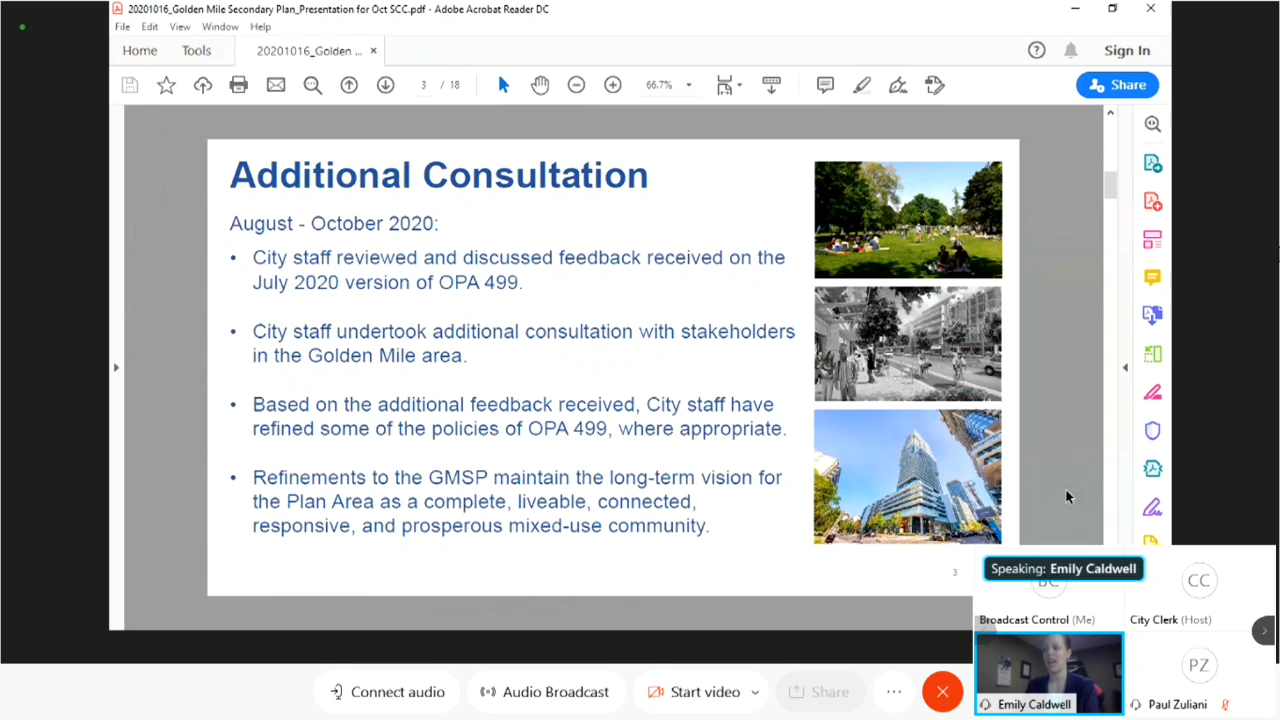 20201016_Golden Mile Secondary Plan_Presentation for Oct SCC.pdf - Adobe Acrobat Reader DC
File Edit View Window Help
Home Tools 20201016_Golden ... ×
Sign In
3 / 18 66.7% Share
Additional Consultation
August - October 2020:
• City staff reviewed and discussed feedback received on the
July 2020 version of OPA 499.
• City staff undertook additional consultation with stakeholders
in the Golden Mile area.
• Based on the additional feedback received, City staff have
refined some of the policies of OPA 499, where appropriate.
• Refinements to the GMSP maintain the long-term vision for
the Plan Area as a complete, liveable, connected,
responsive, and prosperous mixed-use community.
3
Speaking: Emily Caldwell
BC CC
Broadcast Control (Me) City Clerk (Host)
PZ
Emily Caldwell Paul Zuliani
Connect audio Audio Broadcast Start video Share ...